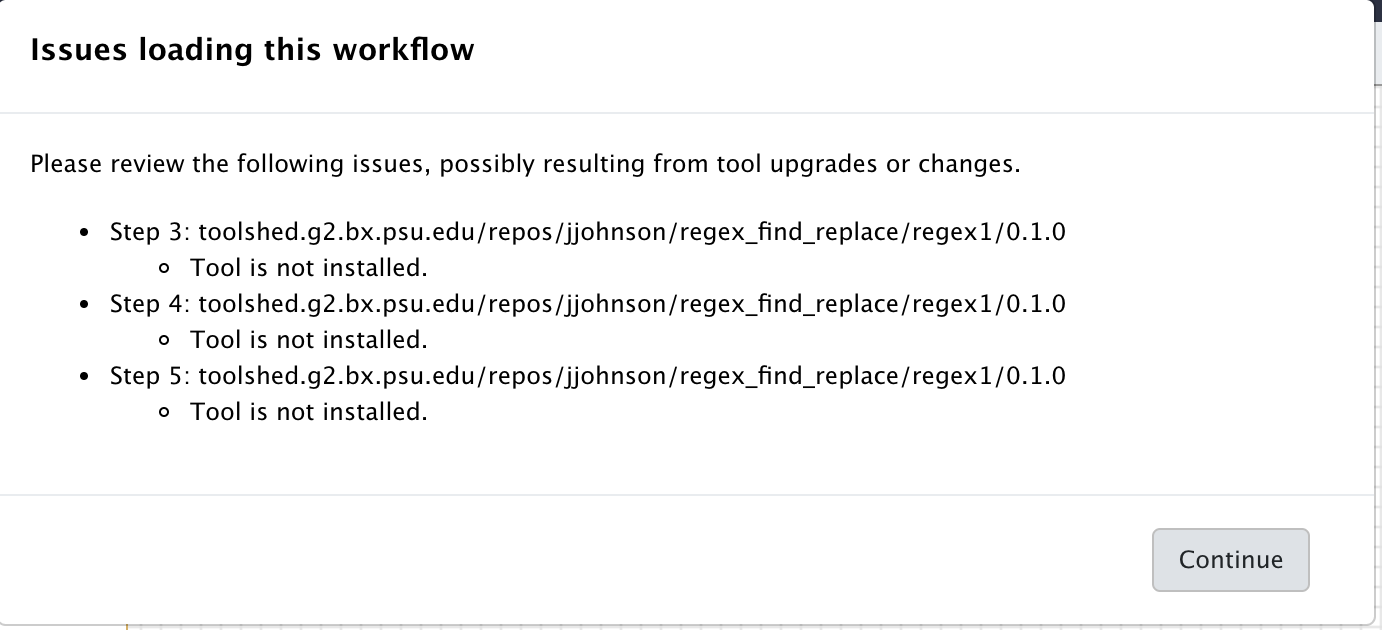 Issues loading this workflow
Please review the following issues, possibly resulting from tool upgrades or changes.
• Step 3: toolshed.g2.bx.psu.edu/repos/jjohnson/regex_find_replace/regex1/0.1.0
◦ Tool is not installed.
• Step 4: toolshed.g2.bx.psu.edu/repos/jjohnson/regex_find_replace/regex1/0.1.0
◦ Tool is not installed.
• Step 5: toolshed.g2.bx.psu.edu/repos/jjohnson/regex_find_replace/regex1/0.1.0
◦ Tool is not installed.
Continue